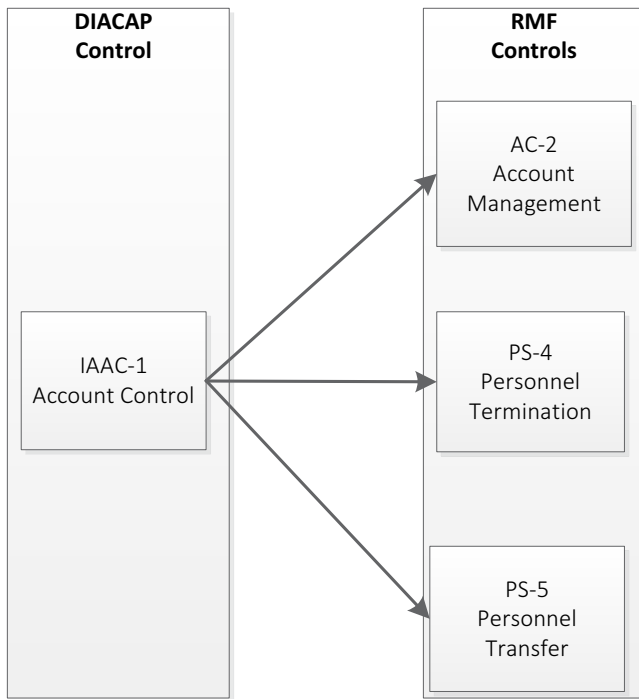 DIACAP
Control
IAAC-1
Account Control
RMF
Controls
AC-2
Account
Management
PS-4
Personnel
Termination
PS-5
Personnel
Transfer